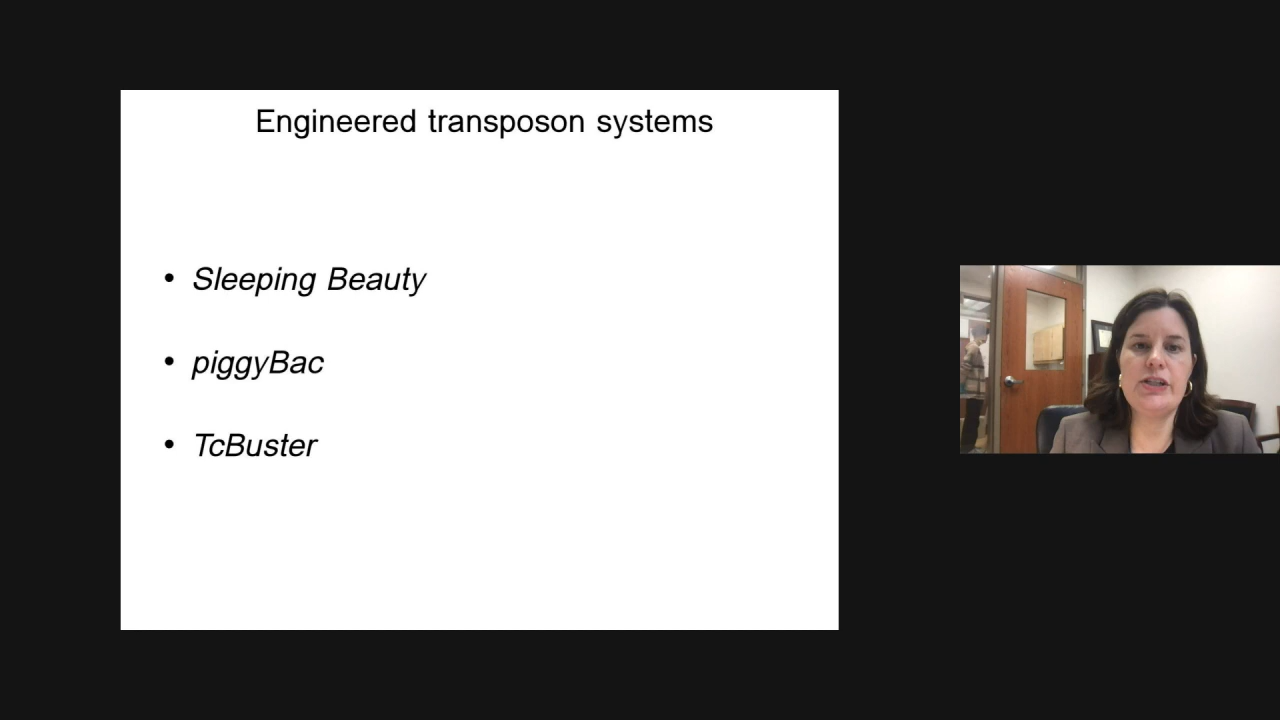 Engineered transposon systems
• Sleeping Beauty
• piggyBac
• TcBuster